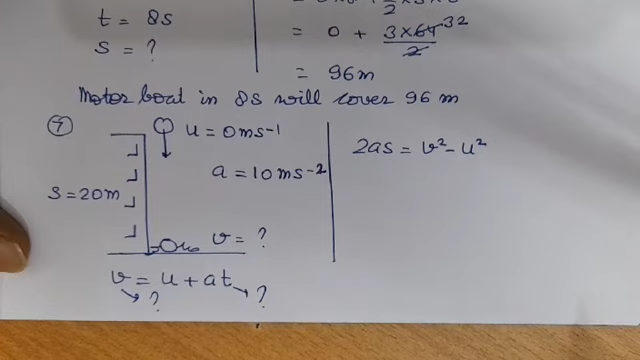 t = 8s
s = ?
= 0 + 3×64 32 / 2
= 96m
Motor boat in 8s will cover 96 m
7
u = 0ms-1
a = 10ms-2
s = 20m
v = ?
v = u + at
? ?
2as = v² - u²